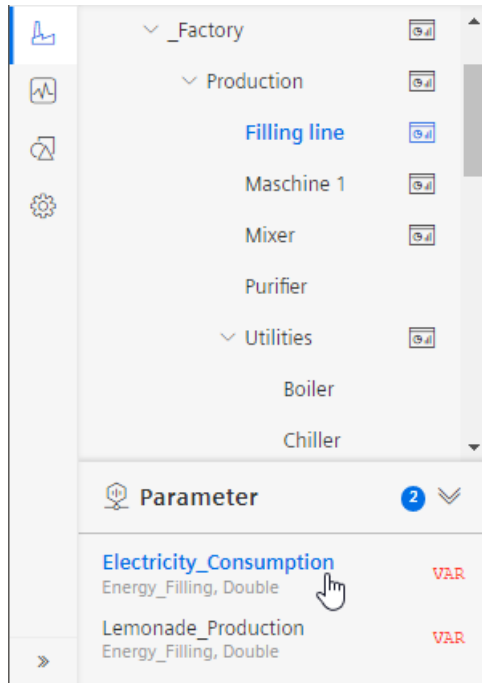 _Factory
Production
Filling line
Maschine 1
Mixer
Purifier
Utilities
Boiler
Chiller
Parameter 2
Electricity_Consumption
Energy_Filling, Double VAR
Lemonade_Production
Energy_Filling, Double VAR